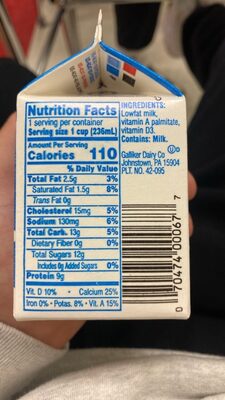 Nutrition Facts
1 serving per container
Serving size 1 cup (236mL)
Amount Per Serving
Calories 110
% Daily Value
Total Fat 2.5g 3%
Saturated Fat 1.5g 8%
Trans Fat 0g
Cholesterol 15mg 5%
Sodium 130mg 6%
Total Carb. 13g 5%
Dietary Fiber 0g 0%
Total Sugars 12g
Includes 0g Added Sugars 0%
Protein 9g
Vit. D 10% • Calcium 25%
Iron 0% • Potas. 8% • Vit. A 15%
INGREDIENTS:
Lowfat milk,
vitamin A palmitate,
vitamin D3.
Contains: Milk.
Galliker Dairy Co
Johnstown, PA 15904
PLT. NO. 42-095
D 70474 00067 7